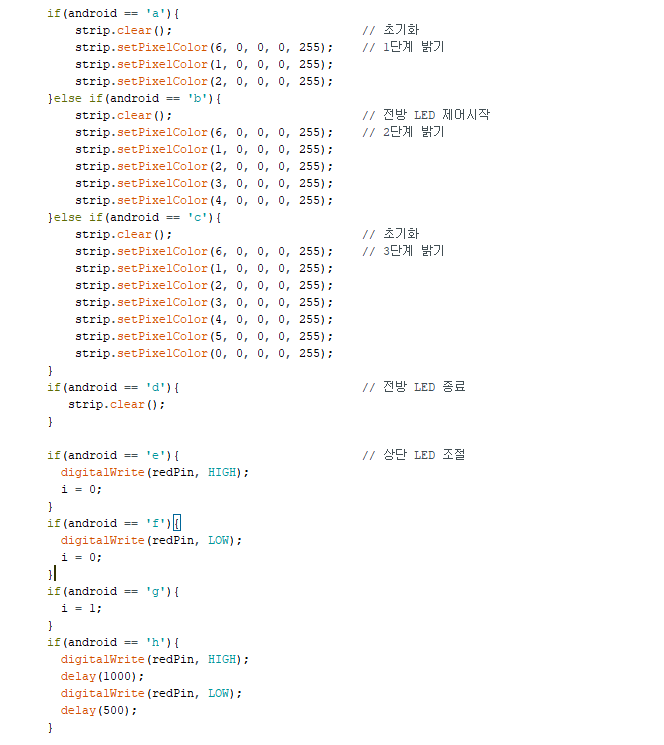 if(android == 'a'){
strip.clear(); // 초기화
strip.setPixelColor(6, 0, 0, 0, 255); // 1단계 밝기
strip.setPixelColor(1, 0, 0, 0, 255);
strip.setPixelColor(2, 0, 0, 0, 255);
}else if(android == 'b'){
strip.clear(); // 전방 LED 제어시작
strip.setPixelColor(6, 0, 0, 0, 255); // 2단계 밝기
strip.setPixelColor(1, 0, 0, 0, 255);
strip.setPixelColor(2, 0, 0, 0, 255);
strip.setPixelColor(3, 0, 0, 0, 255);
strip.setPixelColor(4, 0, 0, 0, 255);
}else if(android == 'c'){
strip.clear(); // 초기화
strip.setPixelColor(6, 0, 0, 0, 255); // 3단계 밝기
strip.setPixelColor(1, 0, 0, 0, 255);
strip.setPixelColor(2, 0, 0, 0, 255);
strip.setPixelColor(3, 0, 0, 0, 255);
strip.setPixelColor(4, 0, 0, 0, 255);
strip.setPixelColor(5, 0, 0, 0, 255);
strip.setPixelColor(0, 0, 0, 0, 255);
}
if(android == 'd'){ // 전방 LED 종료
strip.clear();
}
if(android == 'e'){ // 상단 LED 조절
digitalWrite(redPin, HIGH);
i = 0;
}
if(android == 'f'){
digitalWrite(redPin, LOW);
i = 0;
}
if(android == 'g'){
i = 1;
}
if(android == 'h'){
digitalWrite(redPin, HIGH);
delay(1000);
digitalWrite(redPin, LOW);
delay(500);
}